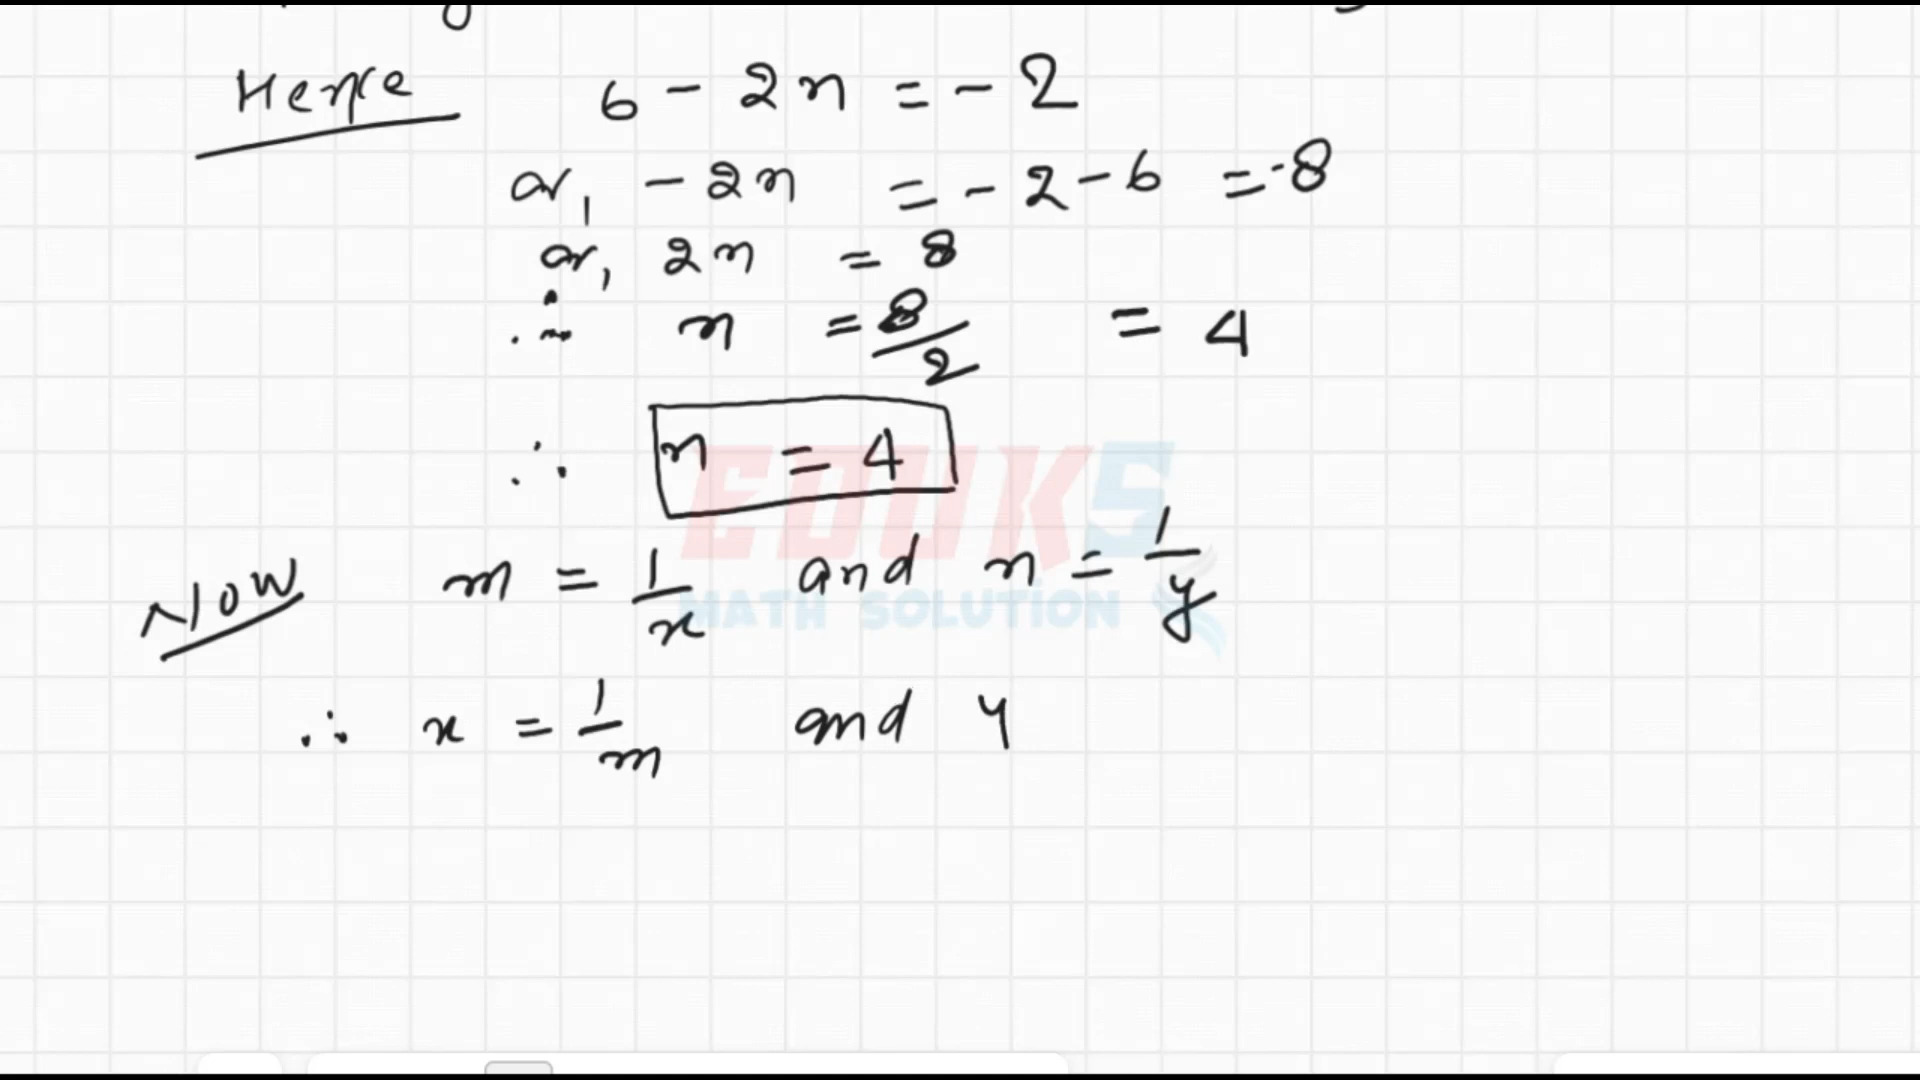 Hence 6 - 2n = - 2
or, - 2n = - 2 - 6 = -8
or, 2n = 8
∴ n = 8/2 = 4
∴ n = 4
EDUK5
MATH SOLUTION
Now m = 1/x and n = 1/y
∴ x = 1/m and y